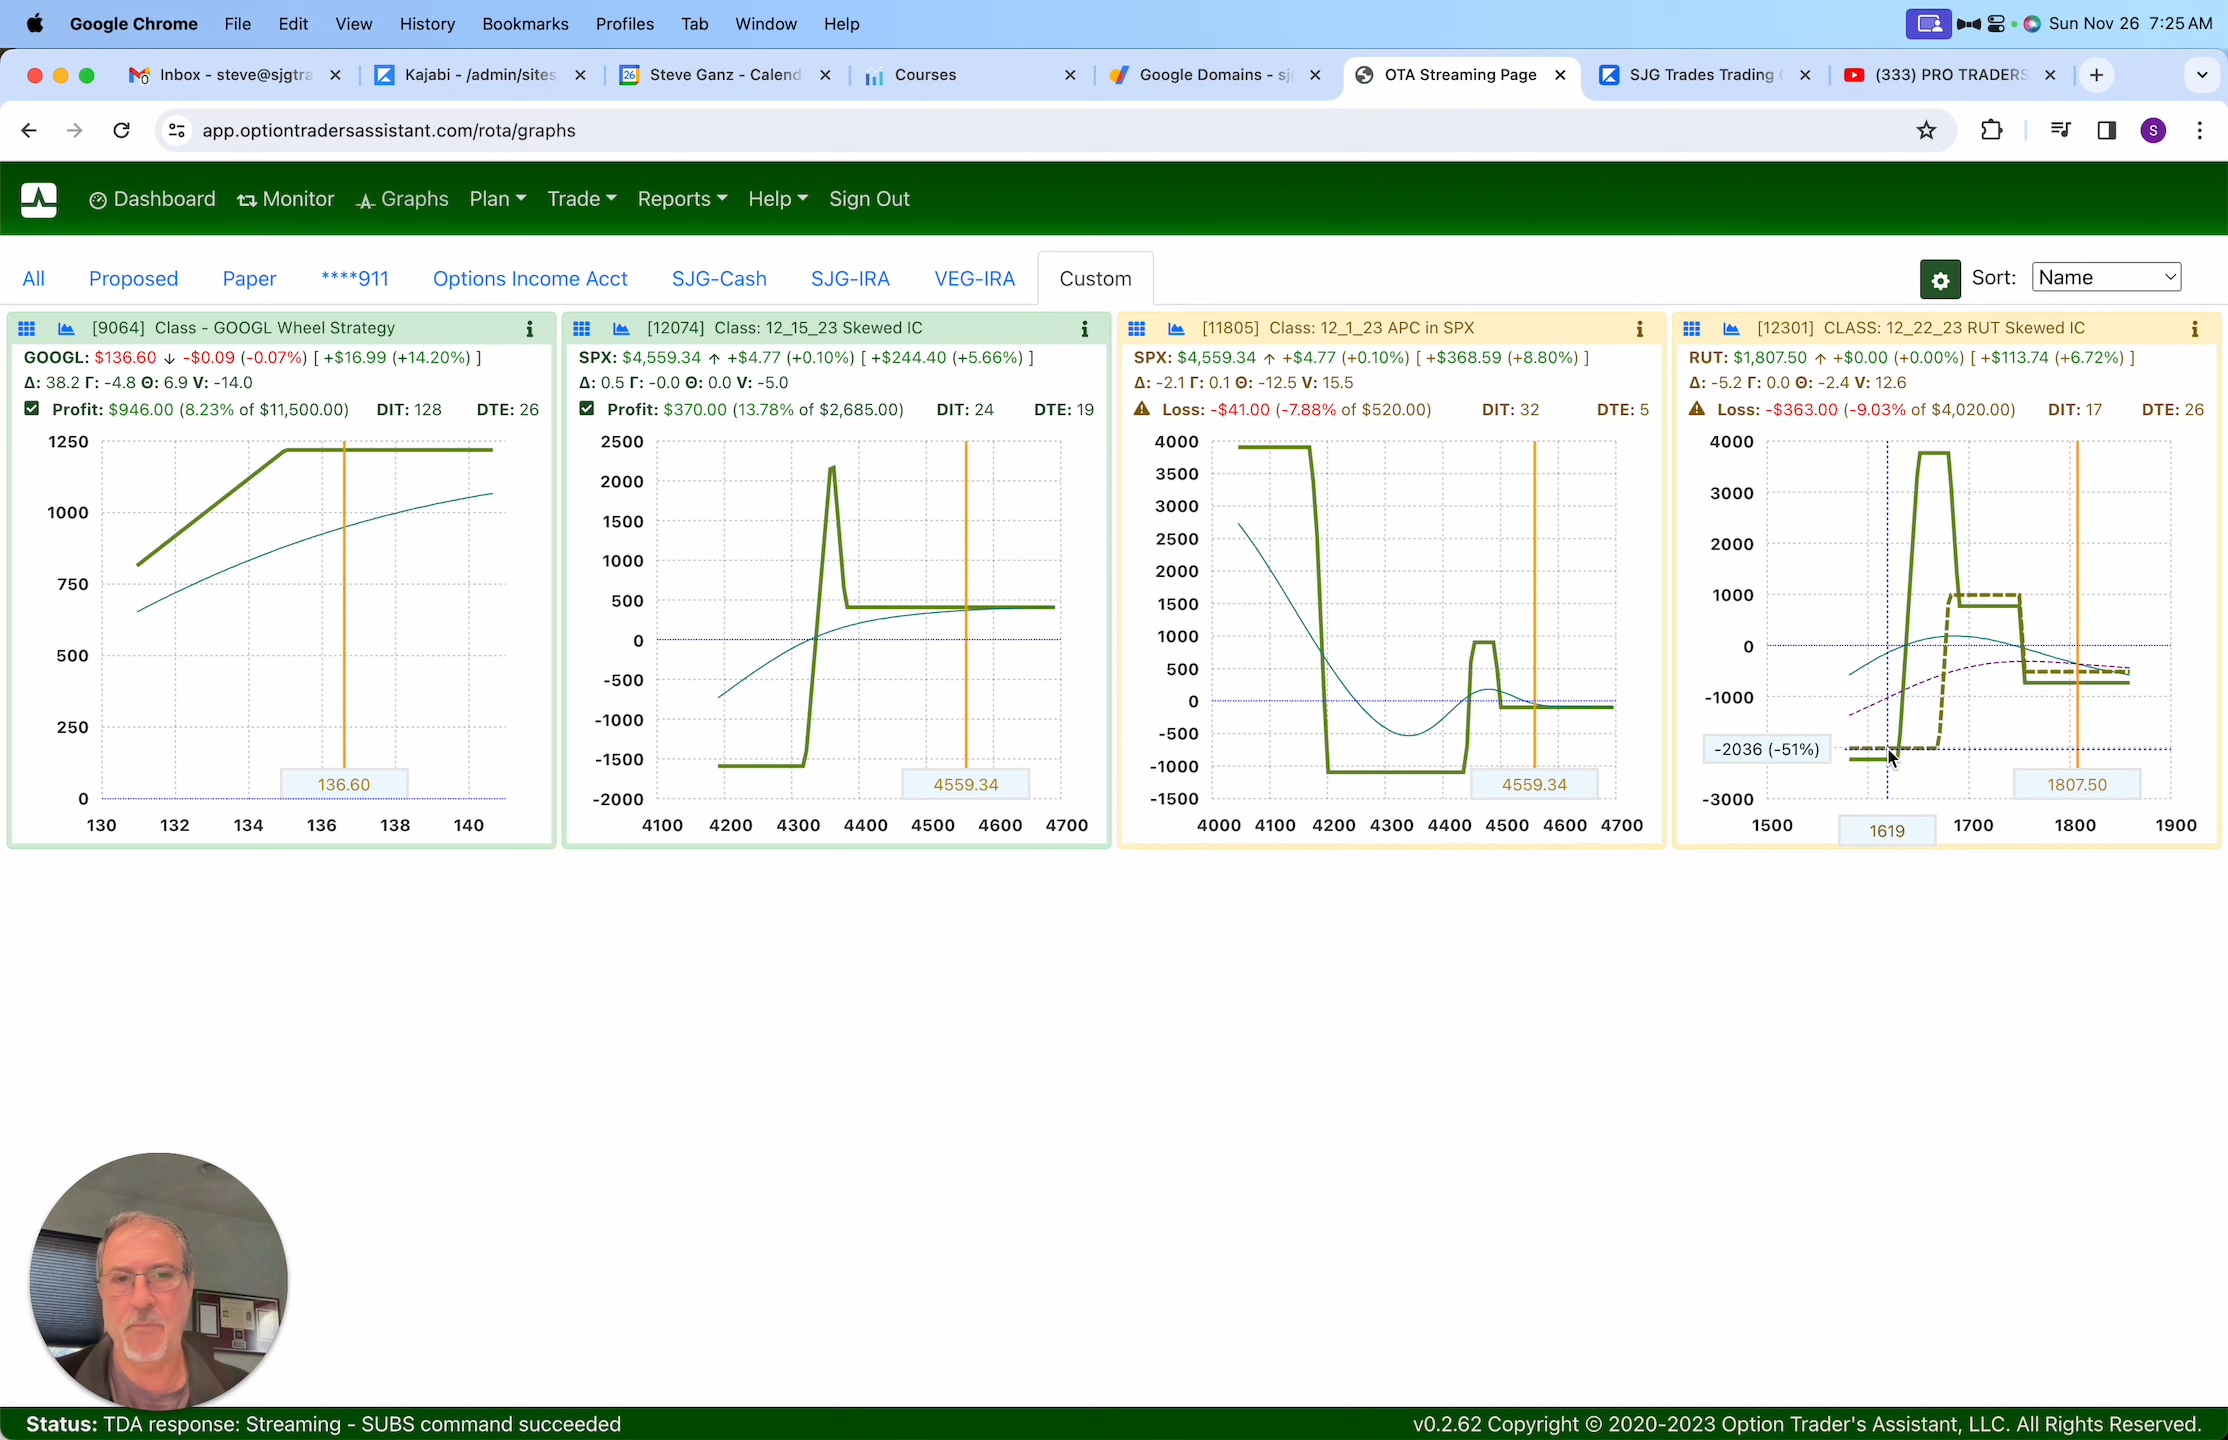 Google Chrome File Edit View History Bookmarks Profiles Tab Window Help Sun Nov 26 7:25 AM
Inbox - steve@sjgtra Kajabi - /admin/sites 26 Steve Ganz - Calend Courses Google Domains - sj OTA Streaming Page SJG Trades Trading (333) PRO TRADERS
app.optiontradersassistant.com/rota/graphs S
Dashboard Monitor Graphs Plan Trade Reports Help Sign Out
All Proposed Paper ****911 Options Income Acct SJG-Cash SJG-IRA VEG-IRA Custom Sort: Name
[9064] Class - GOOGL Wheel Strategy
GOOGL: $136.60 ↓ -$0.09 (-0.07%) [ +$16.99 (+14.20%) ]
Δ: 38.2 Γ: -4.8 Θ: 6.9 V: -14.0
Profit: $946.00 (8.23% of $11,500.00) DIT: 128 DTE: 26
1250
1000
750
500
250
0
136.60
130 132 134 136 138 140
[12074] Class: 12_15_23 Skewed IC
SPX: $4,559.34 ↑ +$4.77 (+0.10%) [ +$244.40 (+5.66%) ]
Δ: 0.5 Γ: -0.0 Θ: 0.0 V: -5.0
Profit: $370.00 (13.78% of $2,685.00) DIT: 24 DTE: 19
2500
2000
1500
1000
500
0
-500
-1000
-1500
-2000
4559.34
4100 4200 4300 4400 4500 4600 4700
[11805] Class: 12_1_23 APC in SPX
SPX: $4,559.34 ↑ +$4.77 (+0.10%) [ +$368.59 (+8.80%) ]
Δ: -2.1 Γ: 0.1 Θ: -12.5 V: 15.5
Loss: -$41.00 (-7.88% of $520.00) DIT: 32 DTE: 5
4000
3500
3000
2500
2000
1500
1000
500
0
-500
-1000
-1500
4559.34
4000 4100 4200 4300 4400 4500 4600 4700
[12301] CLASS: 12_22_23 RUT Skewed IC
RUT: $1,807.50 ↑ +$0.00 (+0.00%) [ +$113.74 (+6.72%) ]
Δ: -5.2 Γ: 0.0 Θ: -2.4 V: 12.6
Loss: -$363.00 (-9.03% of $4,020.00) DIT: 17 DTE: 26
4000
3000
2000
1000
0
-1000
-2036 (-51%)
-3000
1807.50
1500 1619 1700 1800 1900
Status: TDA response: Streaming - SUBS command succeeded
v0.2.62 Copyright © 2020-2023 Option Trader's Assistant, LLC. All Rights Reserved.